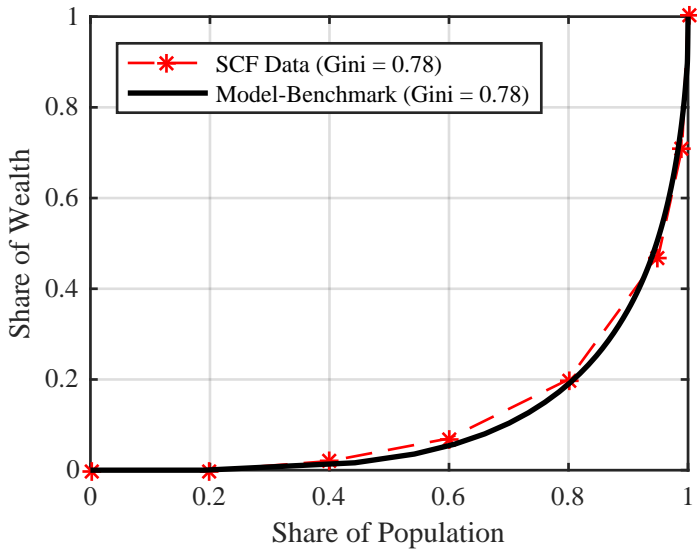 1
0.8
0.6
0.4
0.2
0
Share of Wealth
SCF Data (Gini = 0.78)
Model-Benchmark (Gini = 0.78)
0 0.2 0.4 0.6 0.8 1
Share of Population